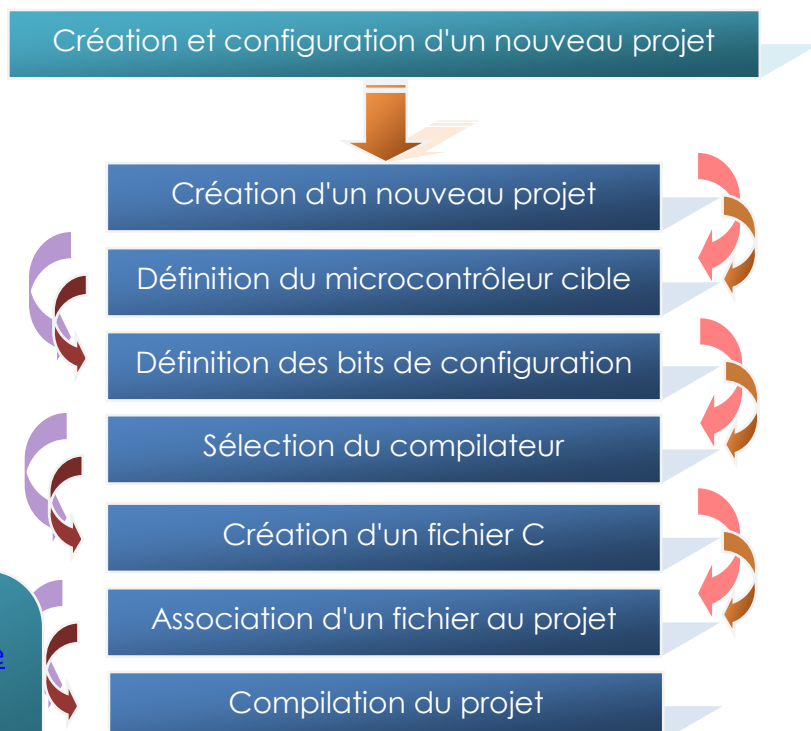 Création et configuration d'un nouveau projet
Création d'un nouveau projet
Définition du microcontrôleur cible
Définition des bits de configuration
Sélection du compilateur
Création d'un fichier C
Association d'un fichier au projet
e
Compilation du projet